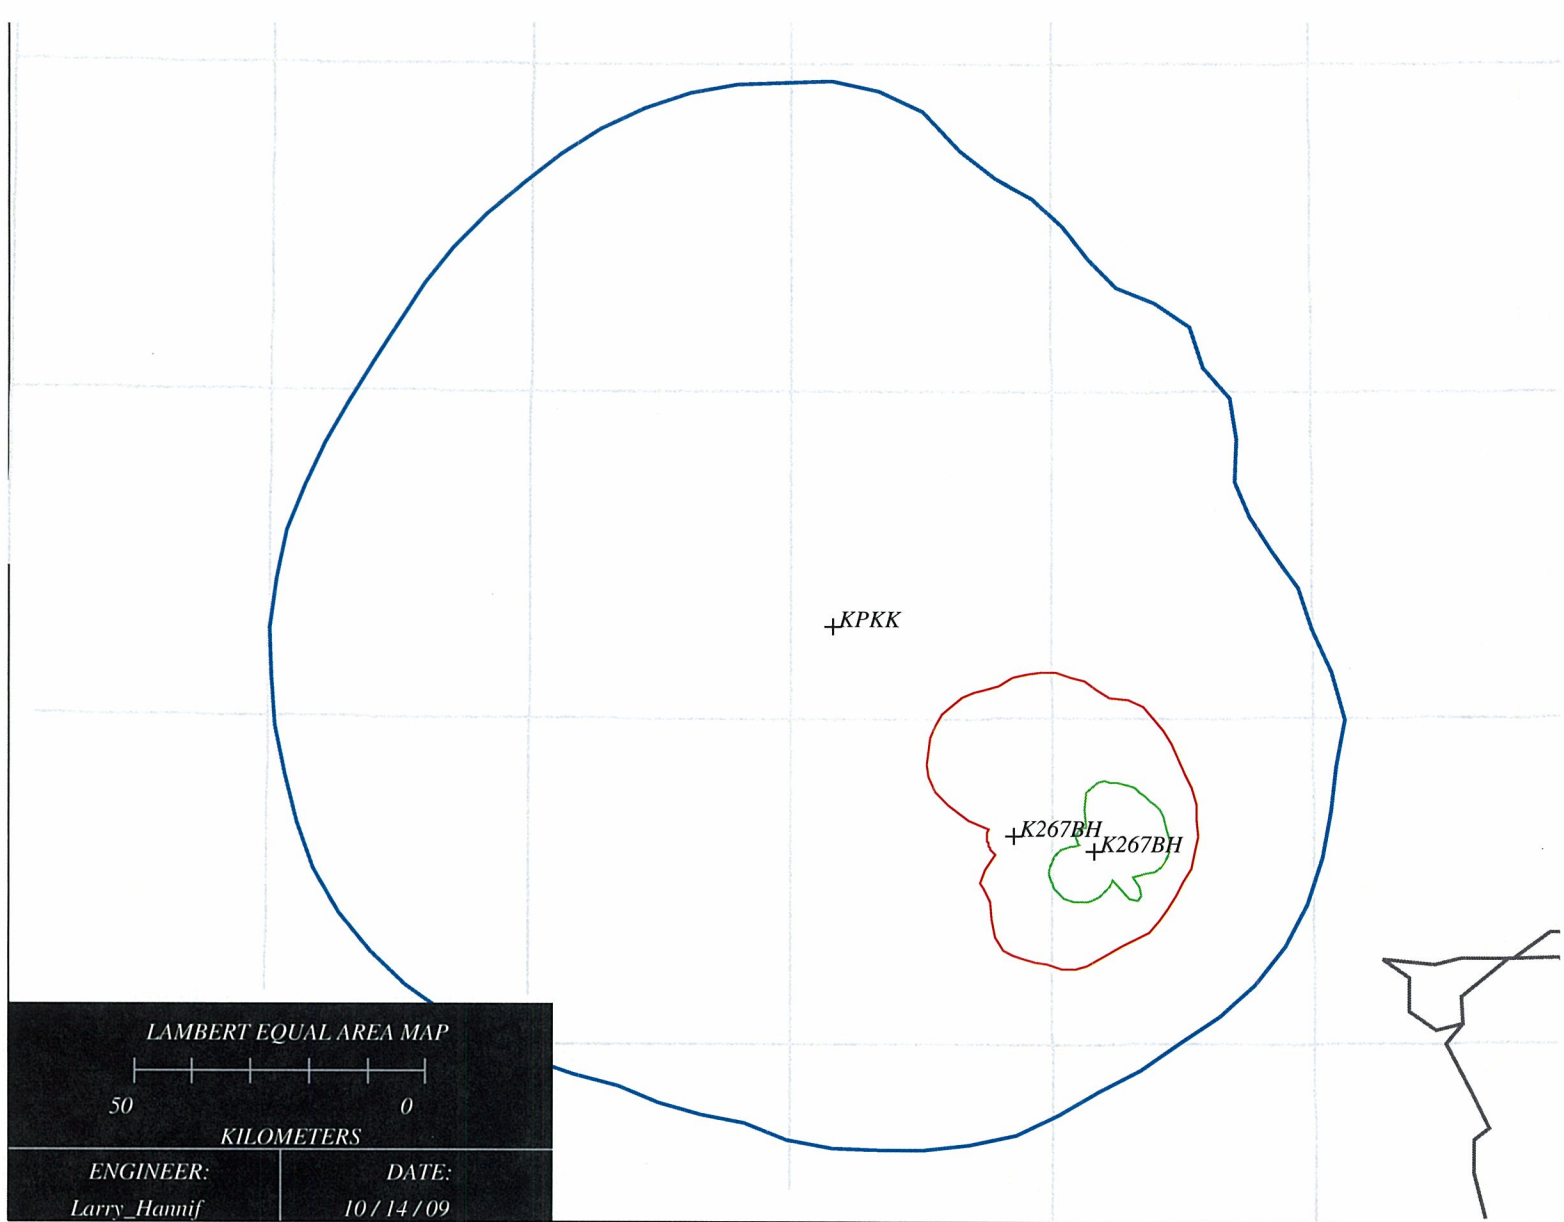 KPKK
K267BH
K267BH
LAMBERT EQUAL AREA MAP
50 0
KILOMETERS
ENGINEER: DATE:
Larry_Hannif 10 / 14 / 09